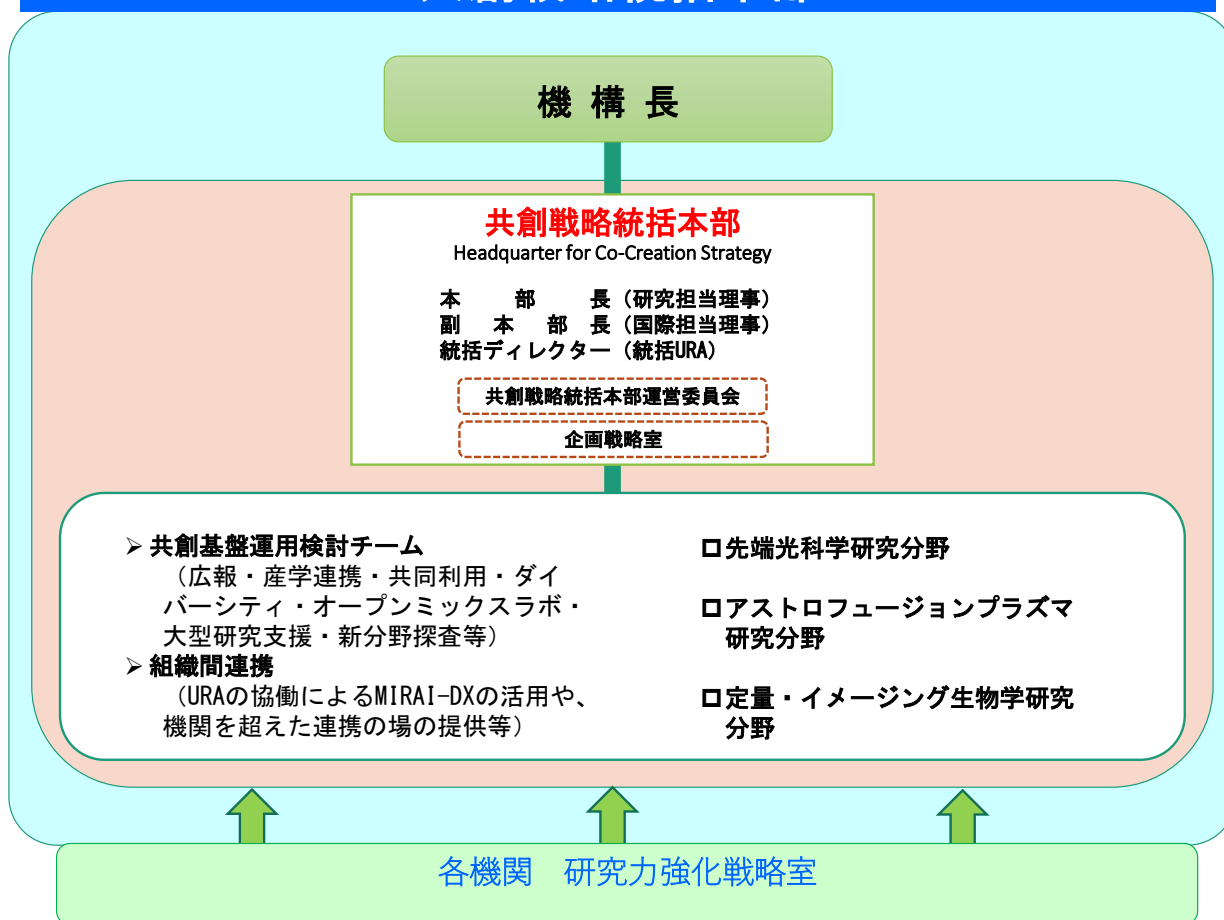 機 構 長
共創戦略統括本部
Headquarter for Co-Creation Strategy
本 部 長（研究担当理事）
副 本 部 長（国際担当理事）
統括ディレクター（統括URA）
共創戦略統括本部運営委員会
企画戦略室
➢ 共創基盤運用検討チーム
（広報・産学連携・共同利用・ダイ
バーシティ・オープンミックスラボ・
大型研究支援・新分野探査等）
➢ 組織間連携
（URAの協働によるMIRAI-DXの活用や、
機関を超えた連携の場の提供等）
□先端光科学研究分野
□アストロフュージョンプラズマ
研究分野
□定量・イメージング生物学研究
分野
各機関　研究力強化戦略室